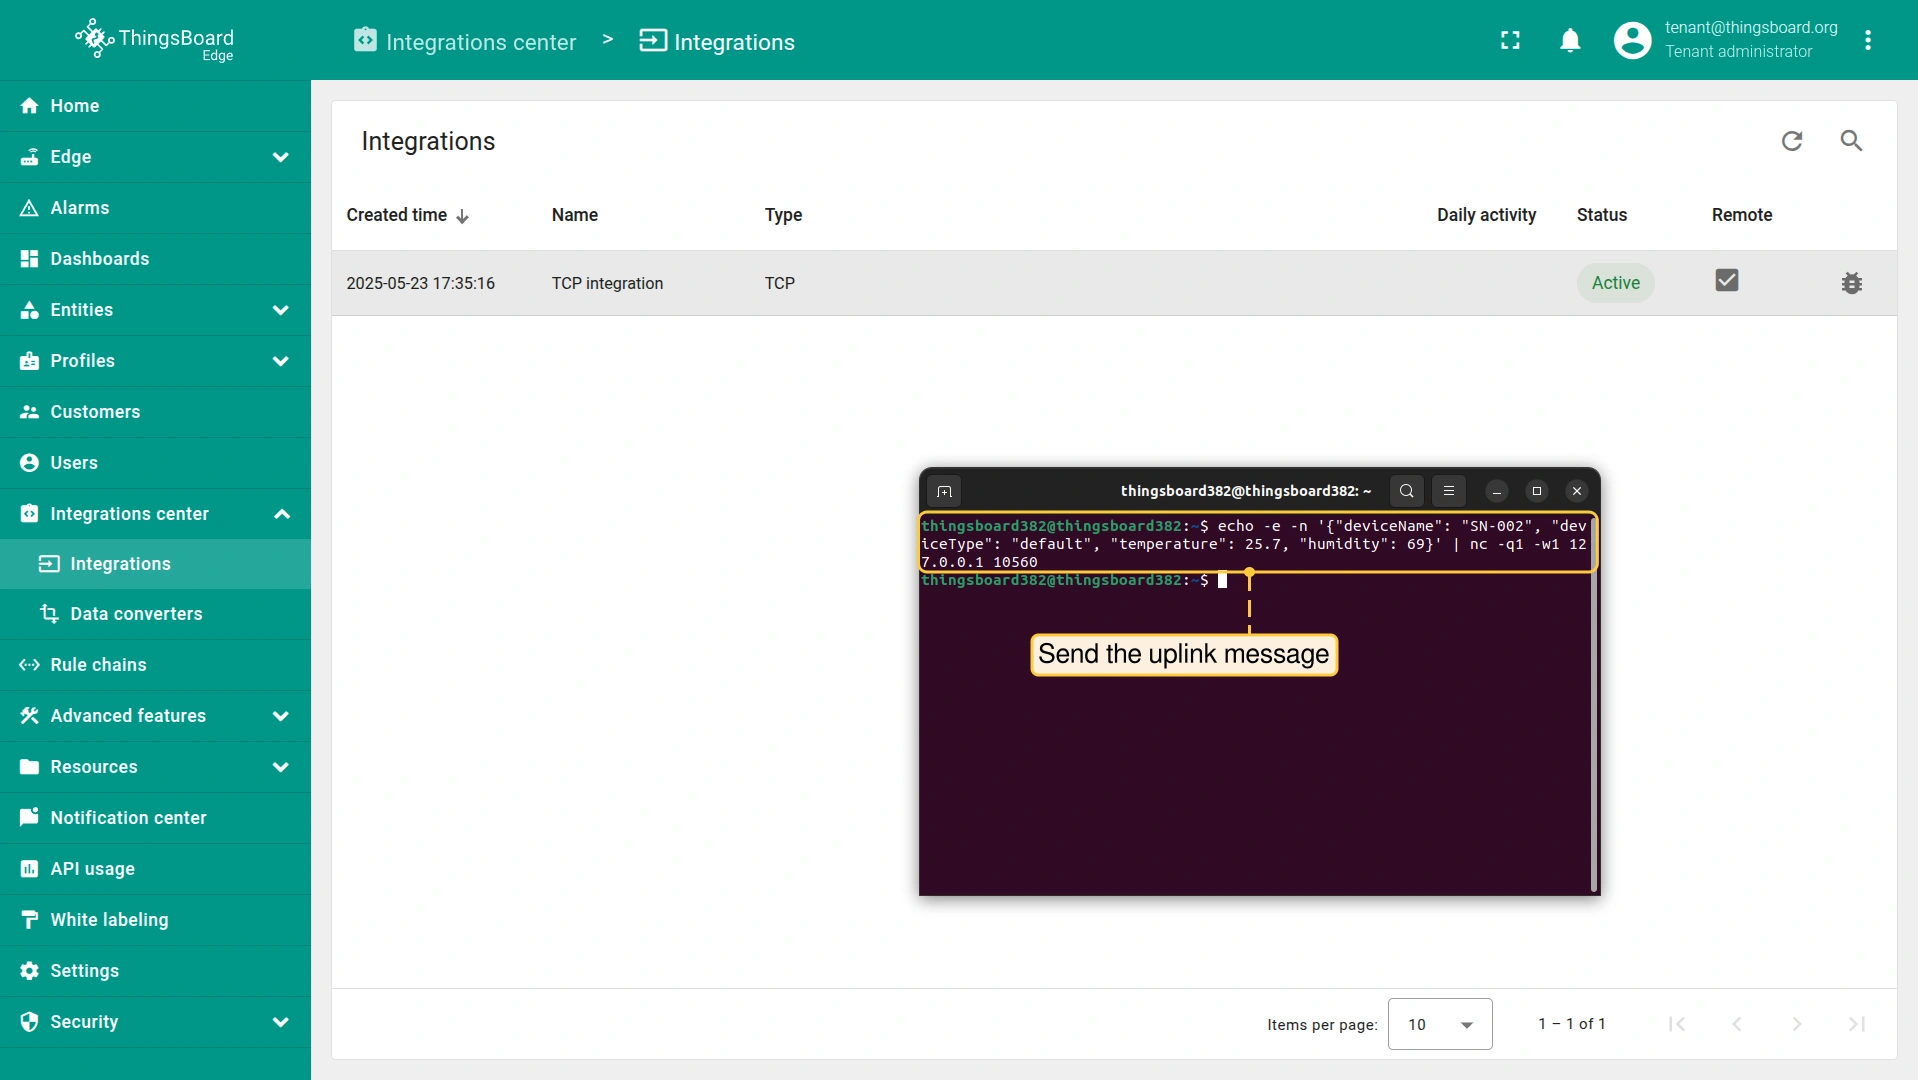 ThingsBoard
Edge
Integrations center > Integrations
tenant@thingsboard.org
Tenant administrator
Home
Edge
Alarms
Dashboards
Entities
Profiles
Customers
Users
Integrations center
Integrations
Data converters
Rule chains
Advanced features
Resources
Notification center
API usage
White labeling
Settings
Security
Integrations
Created time Name Type Daily activity Status Remote
2025-05-23 17:35:16 TCP integration TCP Active
thingsboard382@thingsboard382: ~
thingsboard382@thingsboard382:~$ echo -e -n '{"deviceName": "SN-002", "dev
iceType": "default", "temperature": 25.7, "humidity": 69}' | nc -q1 -w1 12
7.0.0.1 10560
thingsboard382@thingsboard382:~$
Send the uplink message
Items per page: 10 1 – 1 of 1